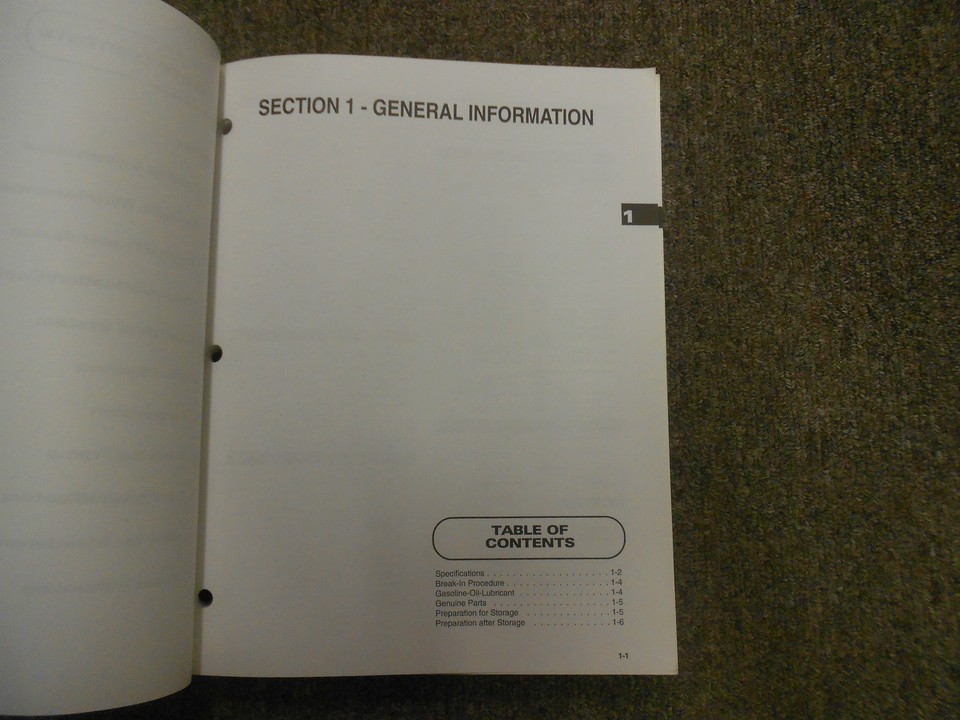 SECTION 1 - GENERAL INFORMATION
1
TABLE OF
CONTENTS
Specifications . . . . . . . . . . . . . . . . . . . 1-2
Break-In Procedure . . . . . . . . . . . . . . . . 1-4
Gasoline-Oil-Lubricant . . . . . . . . . . . . . . 1-4
Genuine Parts . . . . . . . . . . . . . . . . . . 1-5
Preparation for Storage . . . . . . . . . . . . . 1-5
Preparation after Storage . . . . . . . . . . . . 1-6
1-1